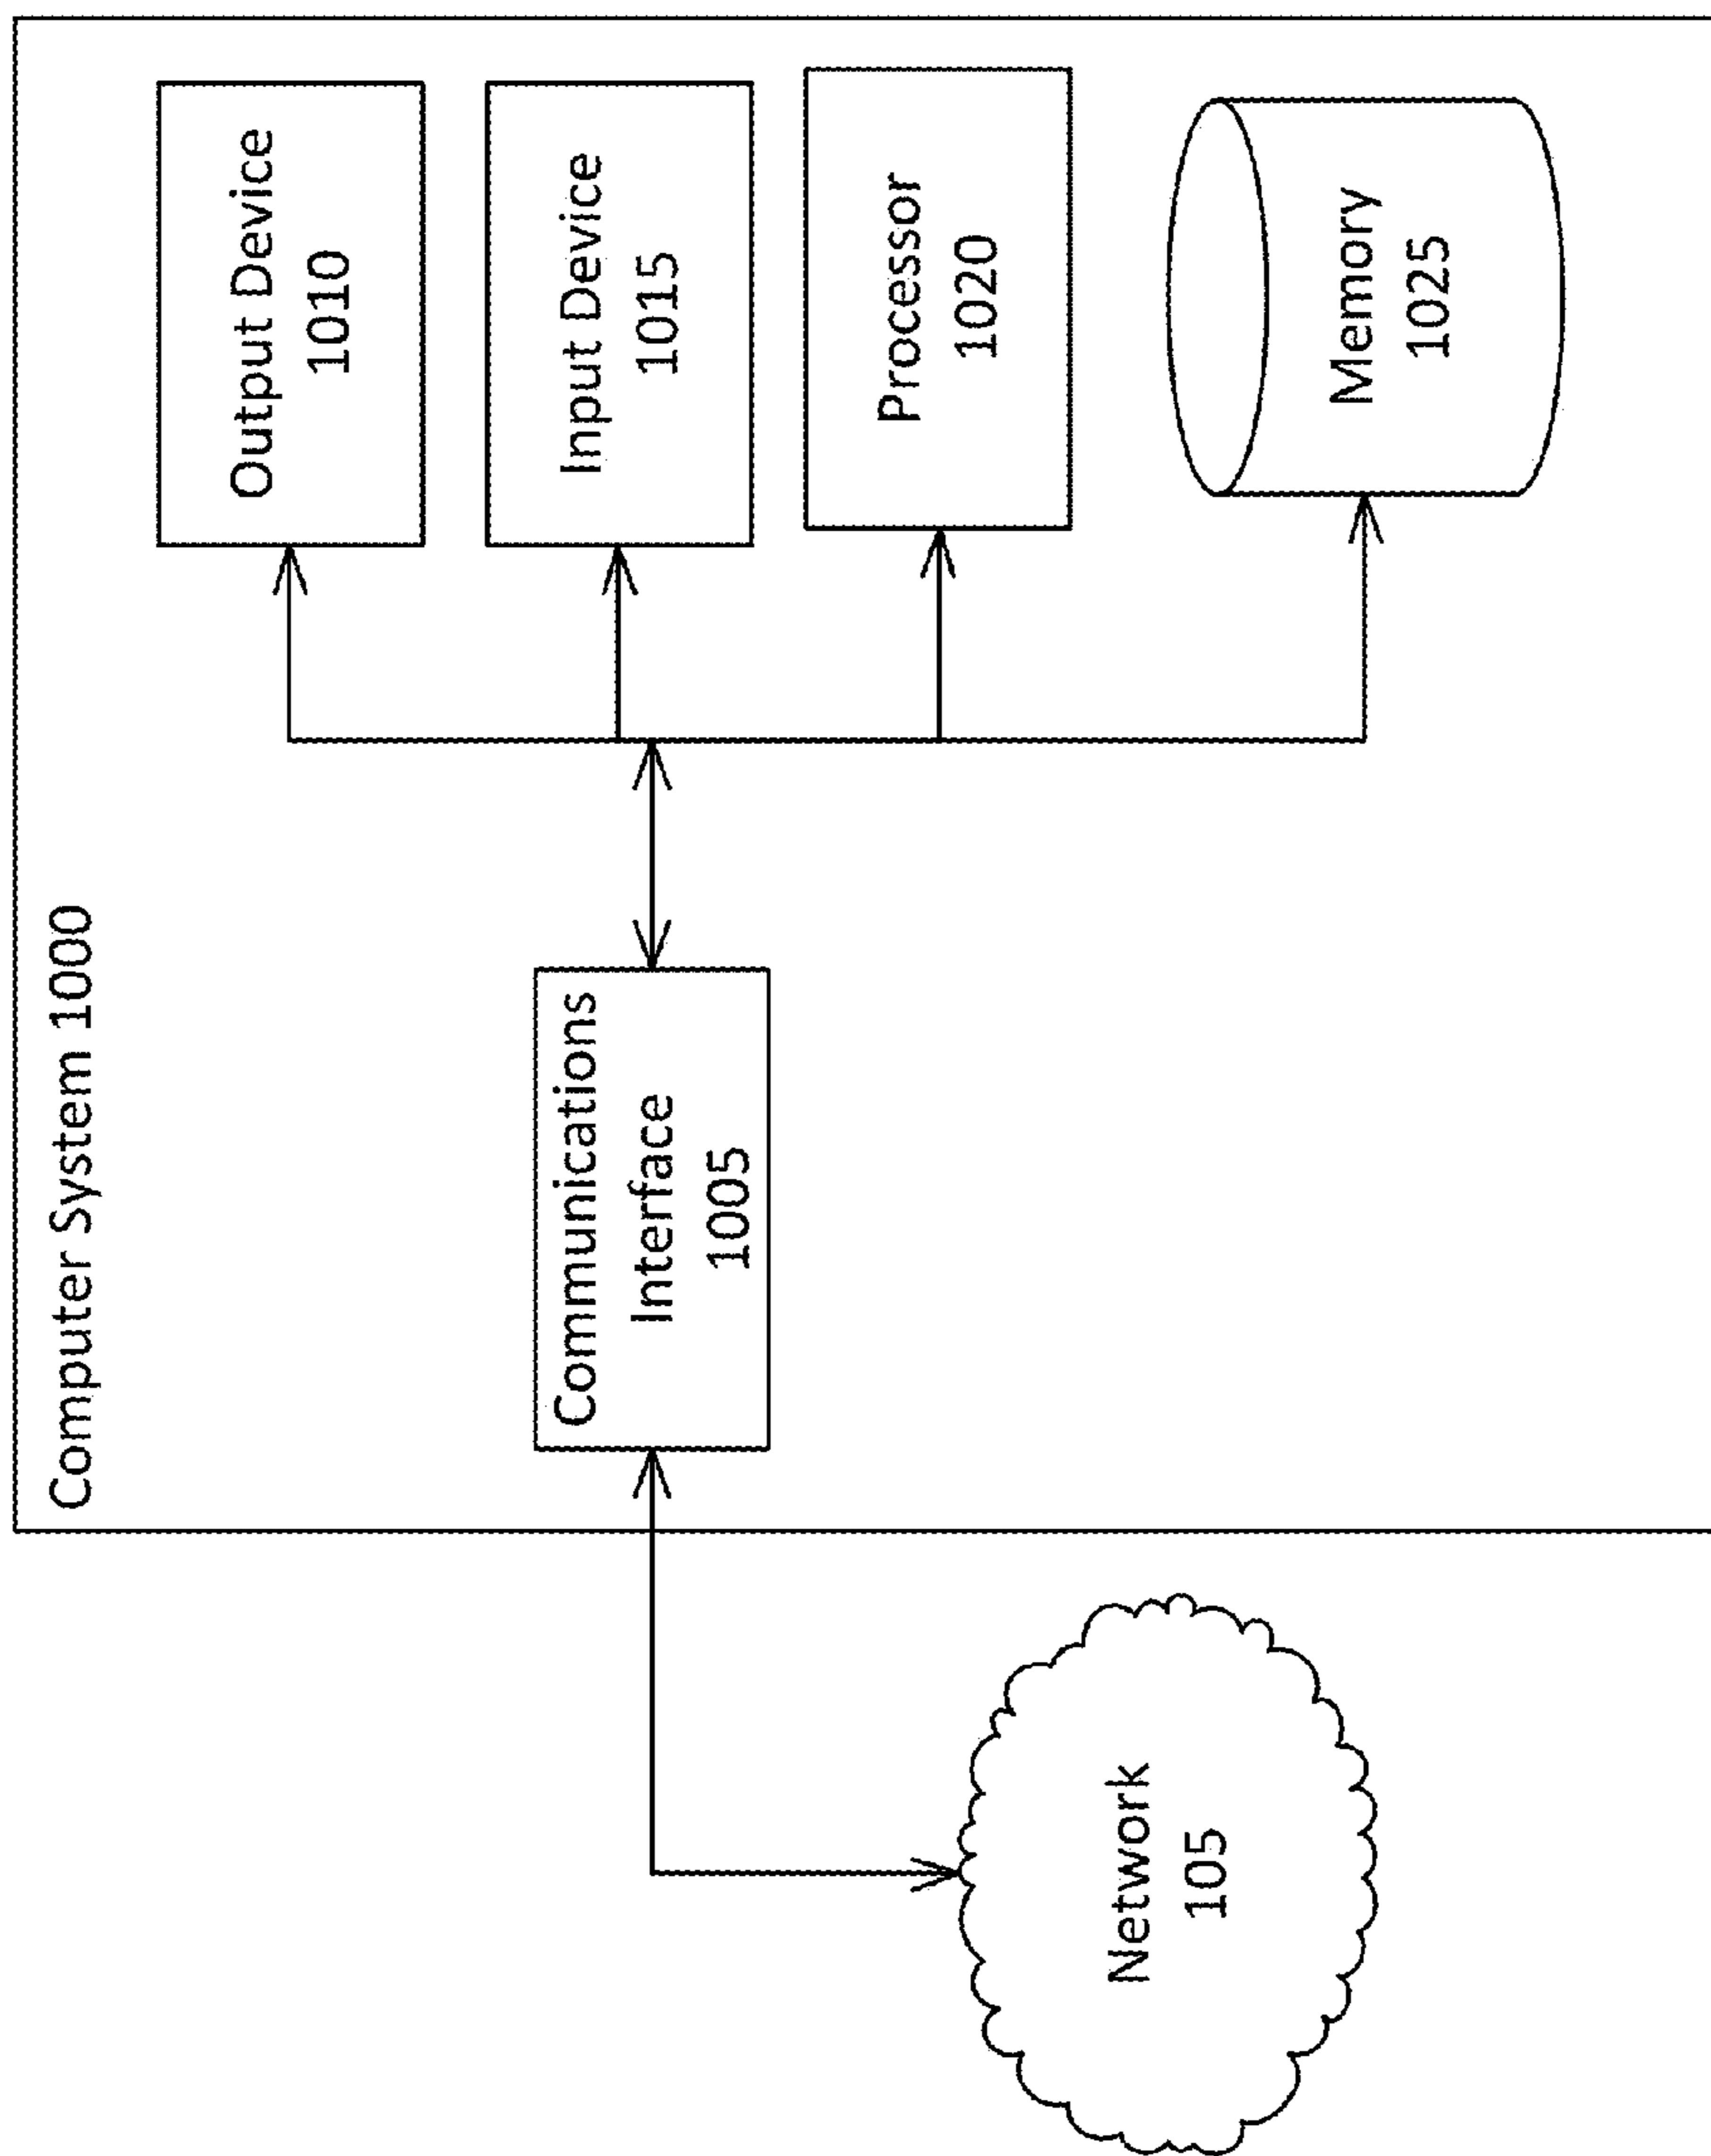 Computer System 1000
Output Device
1010
Input Device
1015
Communications
Interface
1005
Processor
1020
Memory
1025
Network
105